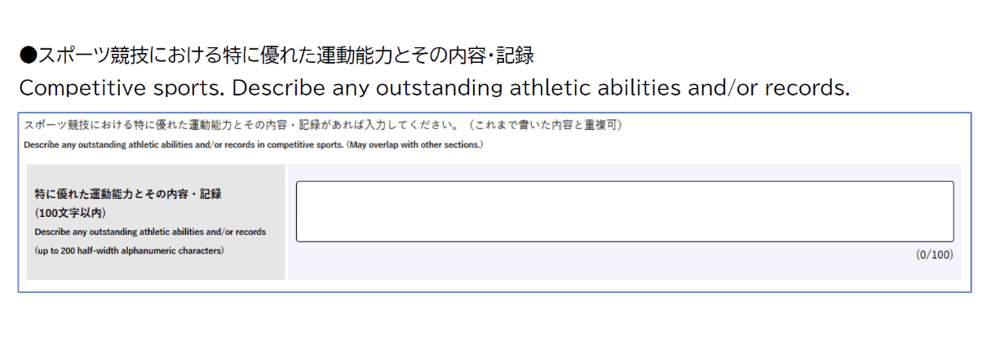 ●スポーツ競技における特に優れた運動能力とその内容・記録
Competitive sports. Describe any outstanding athletic abilities and/or records.
スポーツ競技における特に優れた運動能力とその内容・記録があれば入力してください。（これまで書いた内容と重複可）
Describe any outstanding athletic abilities and/or records in competitive sports. (May overlap with other sections.)
特に優れた運動能力とその内容・記録
(100文字以内)
Describe any outstanding athletic abilities and/or records
(up to 200 half-width alphanumeric characters)
(0/100)